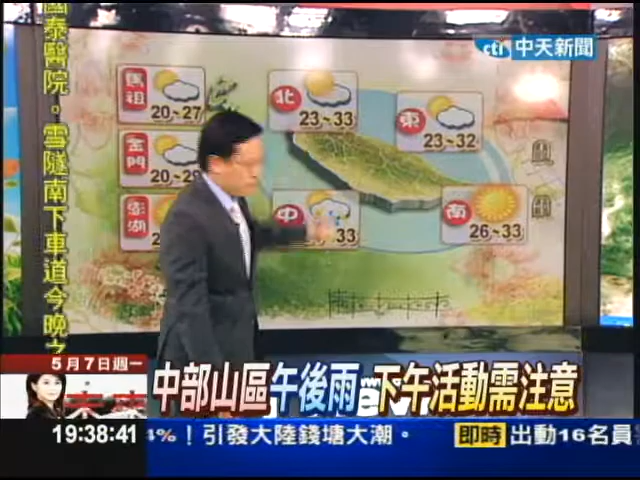 國泰醫院。雪隧南下車道今晚之
cti 中天新聞
馬祖 20~27
北 23~33
東 23~32
金門 20~29
澎湖
中 33
南 26~33
5月7日週一
中部山區午後雨 下午活動需注意
19:38:41
4%！引發大陸錢塘大潮。 即時 出動16名員